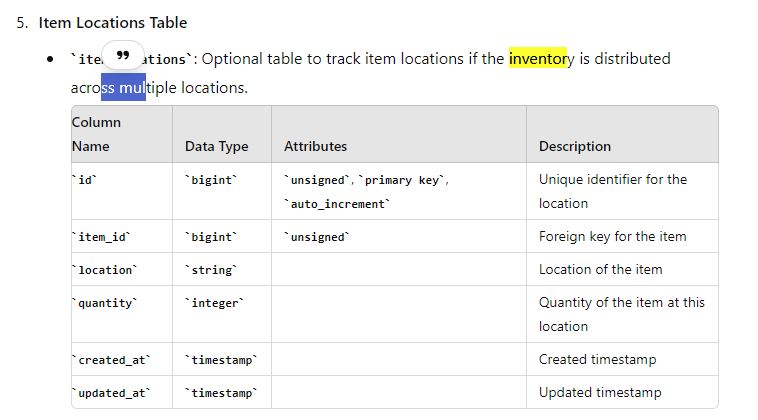 5. Item Locations Table
`ite ations`: Optional table to track item locations if the inventory is distributed
across multiple locations.
Column
Name Data Type Attributes Description
`id` `bigint` `unsigned`, `primary key`, Unique identifier for the
`auto_increment` location
`item_id` `bigint` `unsigned` Foreign key for the item
`location` `string` Location of the item
`quantity` `integer` Quantity of the item at this
location
`created_at` `timestamp` Created timestamp
`updated_at` `timestamp` Updated timestamp